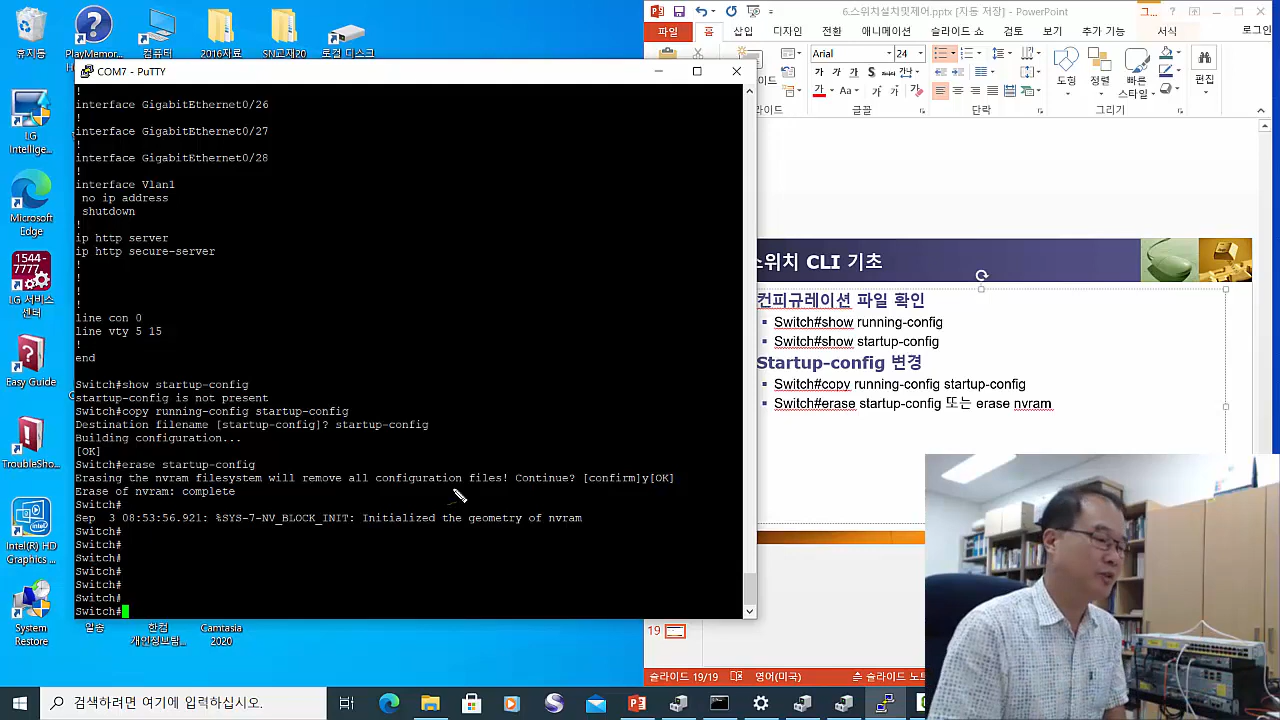 휴지통
PlayMemor...
컴퓨터
2016자료
SN교재20
로컬 디스크
6.스위치설치및제어.pptx [자동 저장] - PowerPoint
파일
홈
삽입
디자인
전환
애니메이션
슬라이드 쇼
검토
보기
추가 기능
서식
로그인
Arial
24
도형
정렬
빠른
스타일
편집
라이드
글꼴
단락
그리기
COM7 - PuTTY
!
interface GigabitEthernet0/26
!
interface GigabitEthernet0/27
!
interface GigabitEthernet0/28
!
interface Vlan1
no ip address
shutdown
!
ip http server
ip http secure-server
!
!
!
line con 0
line vty 5 15
!
end
Switch#show startup-config
startup-config is not present
Switch#copy running-config startup-config
Destination filename [startup-config]? startup-config
Building configuration...
[OK]
Switch#erase startup-config
Erasing the nvram filesystem will remove all configuration files! Continue? [confirm]y[OK]
Erase of nvram: complete
Switch#
Sep  3 08:53:56.921: %SYS-7-NV_BLOCK_INIT: Initialized the geometry of nvram
Switch#
Switch#
Switch#
Switch#
Switch#
Switch#
Switch#
LG
Intellige...
Microsoft
Edge
1544-
7777
LG 서비스
센터
Easy Guide
TroubleSho...
Intel(R) HD
Graphics ...
System
Restore
일송
한컴
개인정보탐...
Camtasia
2020
스위치 CLI 기초
컨피규레이션 파일 확인
Switch#show running-config
Switch#show startup-config
Startup-config 변경
Switch#copy running-config startup-config
Switch#erase startup-config 또는 erase nvram
19
슬라이드 19/19
영어(미국)
슬라이드 노트
검색하려면 여기에 입력하십시오.